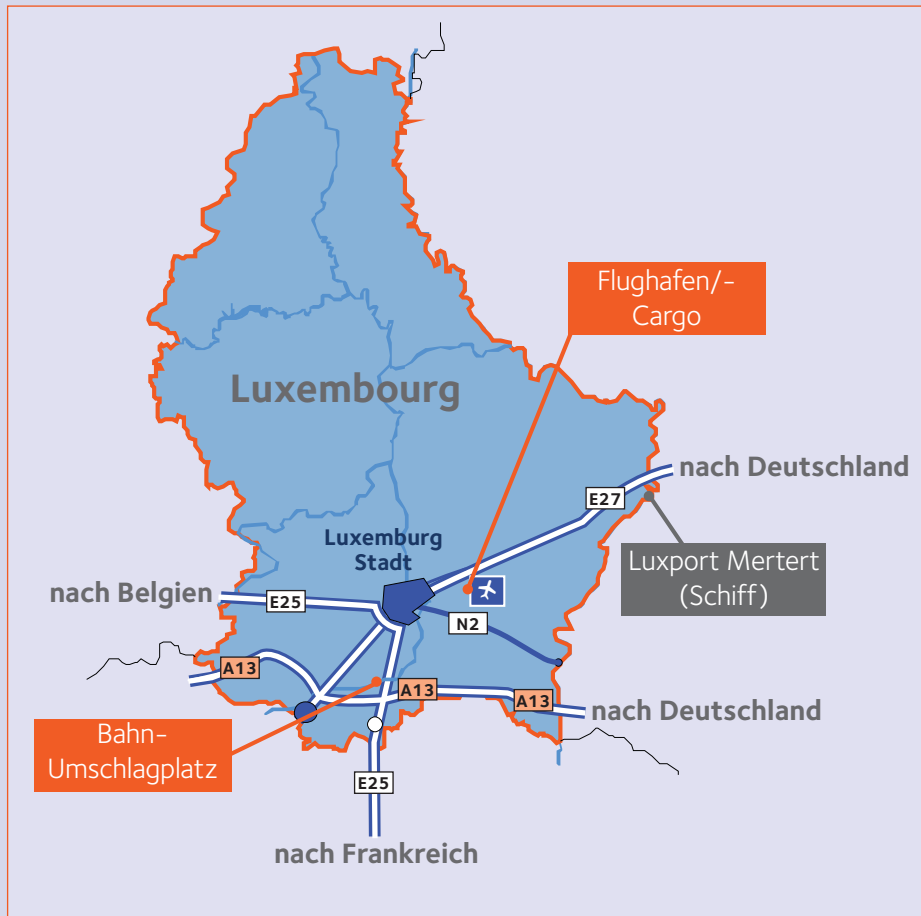 Flughafen/-
Cargo
Luxembourg
nach Deutschland
E27
Luxemburg
Stadt
Luxport Mertert
(Schiff)
nach Belgien
E25
N2
A13
A13
A13
nach Deutschland
Bahn-
Umschlagplatz
E25
nach Frankreich